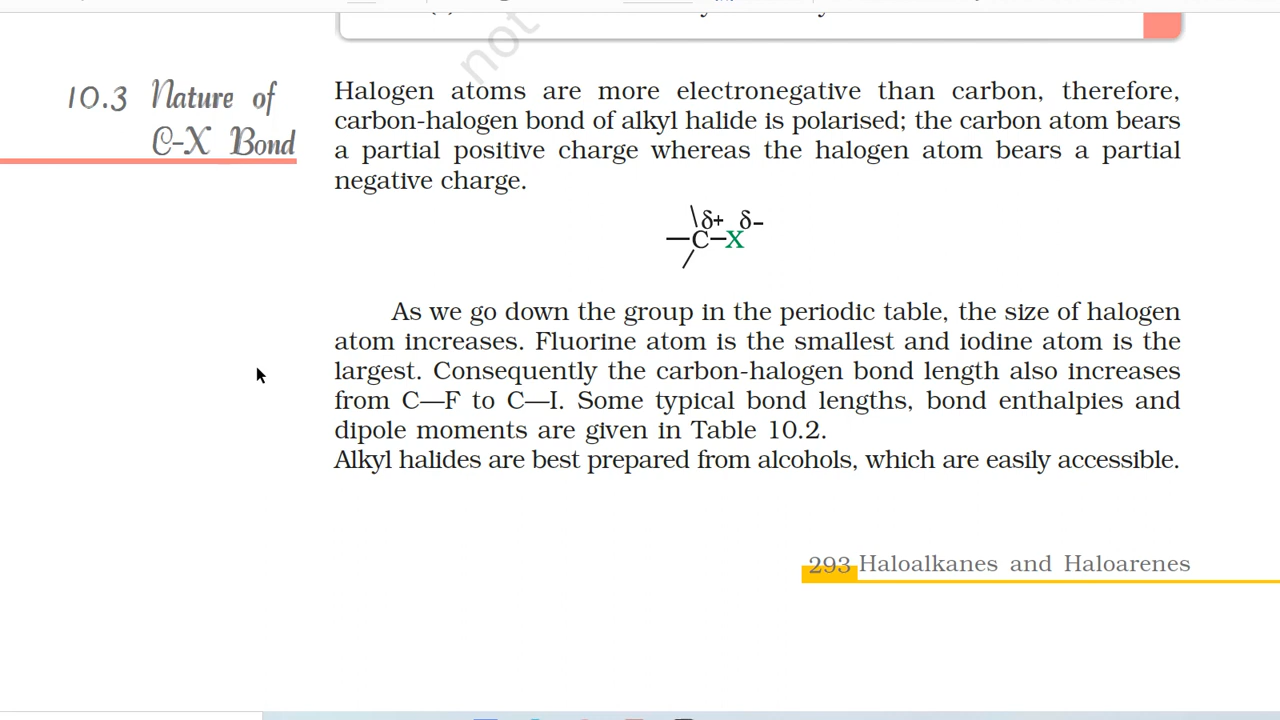 not
10.3 Nature of
C-X Bond
Halogen atoms are more electronegative than carbon, therefore,
carbon-halogen bond of alkyl halide is polarised; the carbon atom bears
a partial positive charge whereas the halogen atom bears a partial
negative charge.
δ+ δ–
C–X
As we go down the group in the periodic table, the size of halogen
atom increases. Fluorine atom is the smallest and iodine atom is the
largest. Consequently the carbon-halogen bond length also increases
from C—F to C—I. Some typical bond lengths, bond enthalpies and
dipole moments are given in Table 10.2.
Alkyl halides are best prepared from alcohols, which are easily accessible.
293 Haloalkanes and Haloarenes